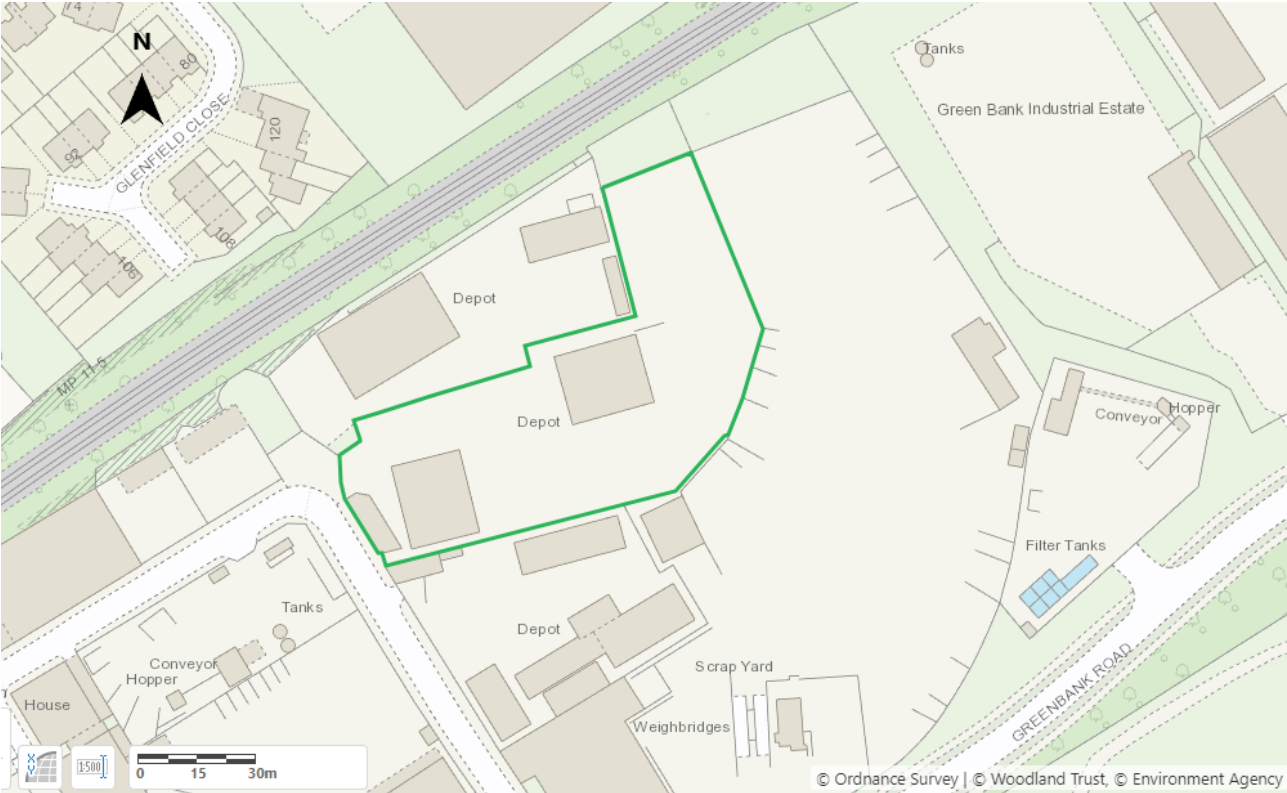 74
N
80
Tanks
92
GLENFIELD CLOSE
120
Green Bank Industrial Estate
108
106
Depot
MP 11.5
Depot
Conveyor
Hopper
Filter Tanks
Tanks
Depot
Conveyor
Hopper
Scrap Yard
House
Weighbridges
GREENBANK ROAD
X,Y
1:500
0 15 30m
© Ordnance Survey | © Woodland Trust, © Environment Agency